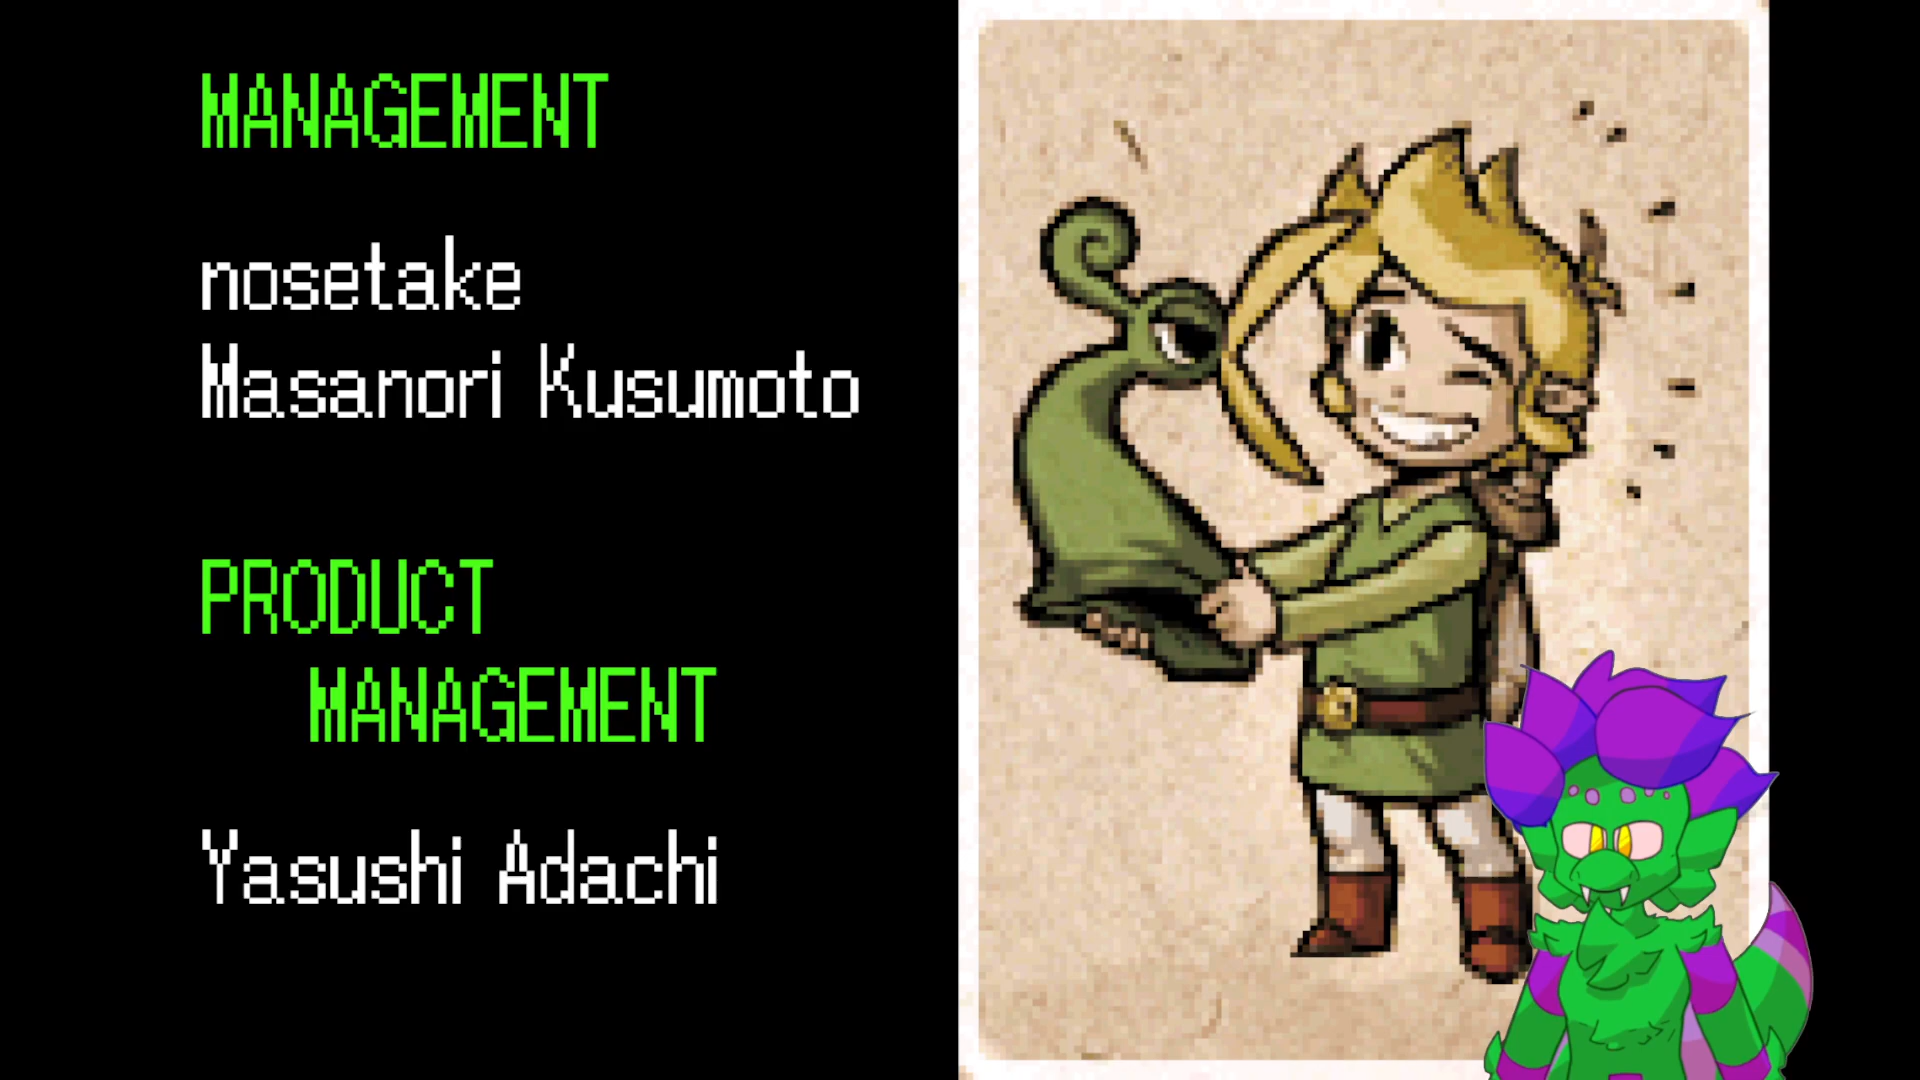 MANAGEMENT
nosetake
Masanori Kusumoto
PRODUCT
MANAGEMENT
Yasushi Adachi